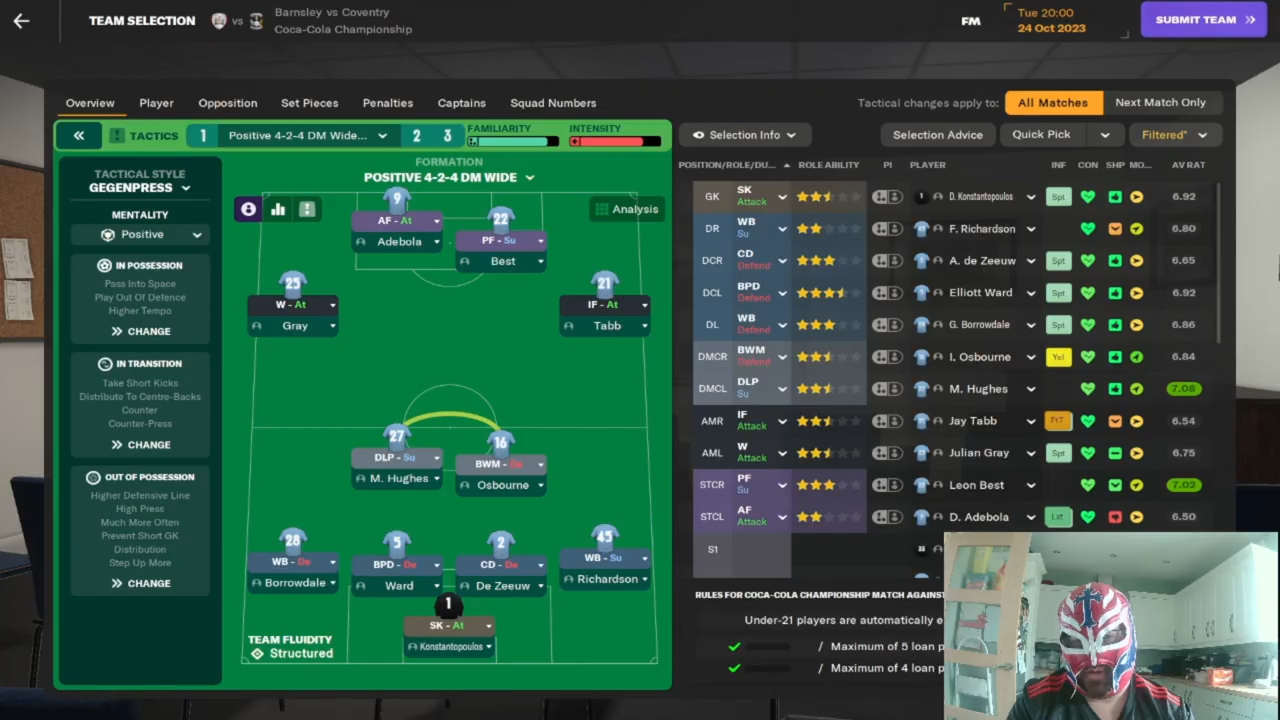 TEAM SELECTION
vs
Barnsley vs Coventry
Coca-Cola Championship
FM
Tue 20:00
24 Oct 2023
SUBMIT TEAM
Overview
Player
Opposition
Set Pieces
Penalties
Captains
Squad Numbers
Tactical changes apply to:
All Matches
Next Match Only
TACTICS
1
Positive 4-2-4 DM Wide...
2
3
FAMILIARITY
INTENSITY
Selection Info
Selection Advice
Quick Pick
Filtered*
TACTICAL STYLE
GEGENPRESS
MENTALITY
Positive
IN POSSESSION
Pass Into Space
Play Out Of Defence
Higher Tempo
CHANGE
IN TRANSITION
Take Short Kicks
Distribute To Centre-Backs
Counter
Counter-Press
CHANGE
OUT OF POSSESSION
Higher Defensive Line
High Press
Much More Often
Prevent Short GK
Distribution
Step Up More
CHANGE
FORMATION
POSITIVE 4-2-4 DM WIDE
Analysis
9
AF - At
Adebola
22
PF - Su
Best
25
W - At
Gray
21
IF - At
Tabb
27
DLP - Su
M. Hughes
16
BWM - De
Osbourne
28
WB - De
Borrowdale
5
BPD - De
Ward
2
CD - De
De Zeeuw
45
WB - Su
Richardson
1
SK - At
Konstantopoulos
TEAM FLUIDITY
Structured
POSITION/ROLE/DU... ROLE ABILITY PI PLAYER INF CON SHP MO... AV RAT
GK SK Attack 1 D. Konstantopoulos Spt 6.92
DR WB Su F. Richardson 6.80
DCR CD Defend A. de Zeeuw Spt 6.65
DCL BPD Defend Elliott Ward Spt 6.92
DL WB Defend G. Borrowdale Spt 6.86
DMCR BWM Defend I. Osbourne Yel 6.84
DMCL DLP Su M. Hughes 7.08
AMR IF Attack Jay Tabb FtT 6.54
AML W Attack Julian Gray Spt 6.75
STCR PF Su Leon Best 7.02
STCL AF Attack D. Adebola Lst 6.50
S1
RULES FOR COCA-COLA CHAMPIONSHIP MATCH AGAINS
Under-21 players are automatically e
/ Maximum of 5 loan p
/ Maximum of 4 loan p